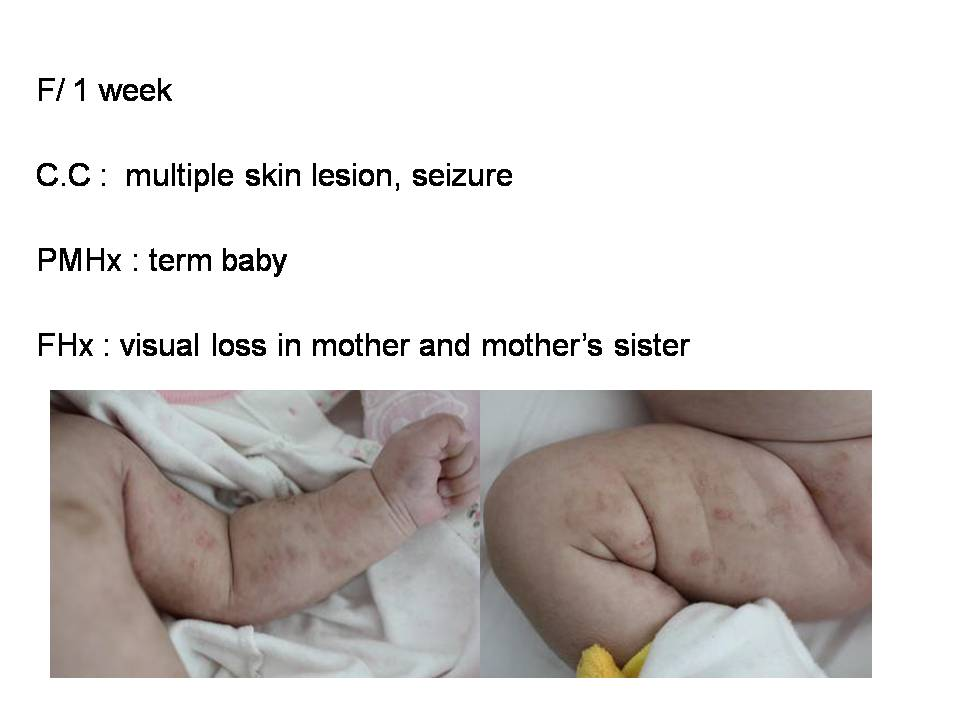 F/ 1 week
C.C :  multiple skin lesion, seizure
PMHx : term baby
FHx : visual loss in mother and mother’s sister